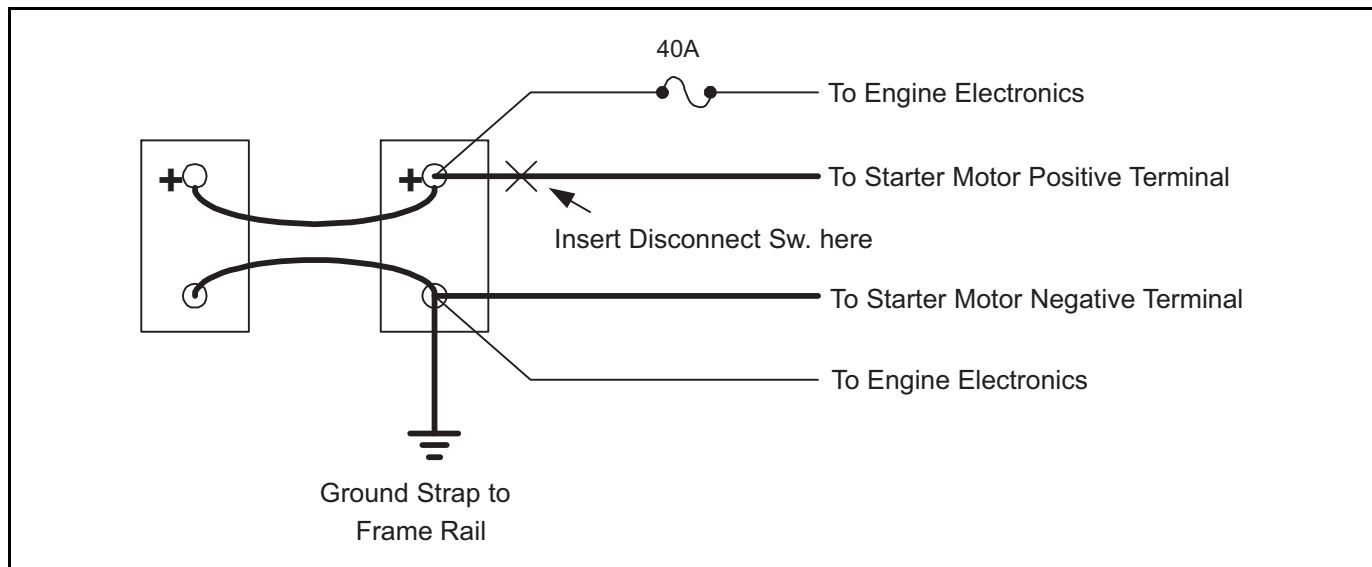 40A
To Engine Electronics
+
+
To Starter Motor Positive Terminal
Insert Disconnect Sw. here
To Starter Motor Negative Terminal
To Engine Electronics
Ground Strap to
Frame Rail